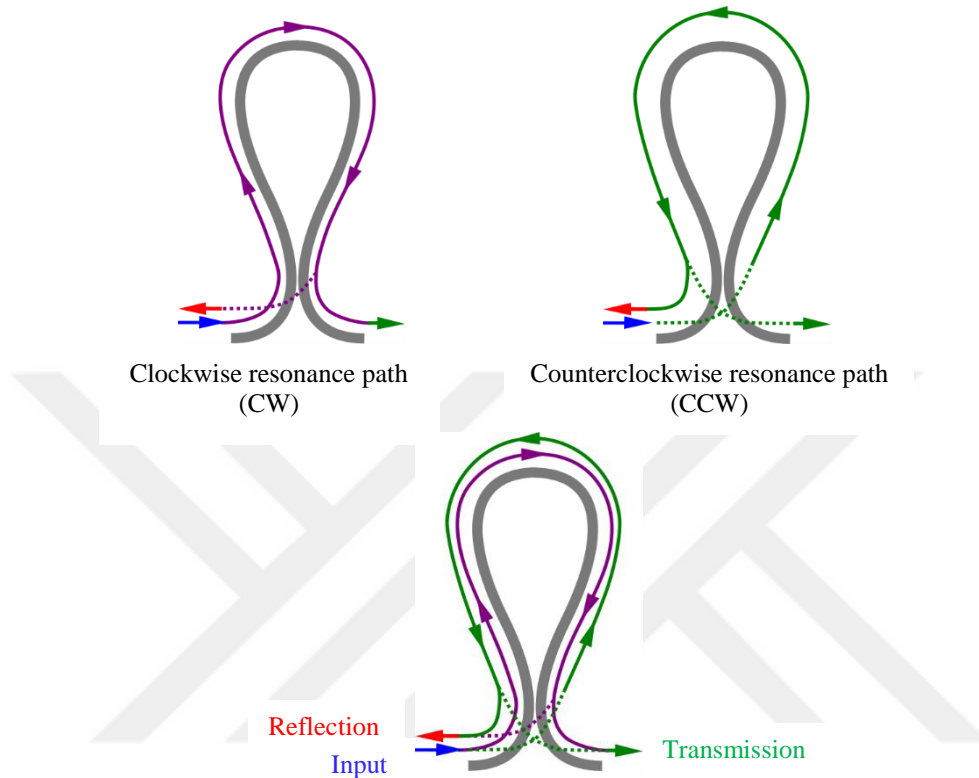 Clockwise resonance path
(CW)
Counterclockwise resonance path
(CCW)
Reflection
Input
Transmission